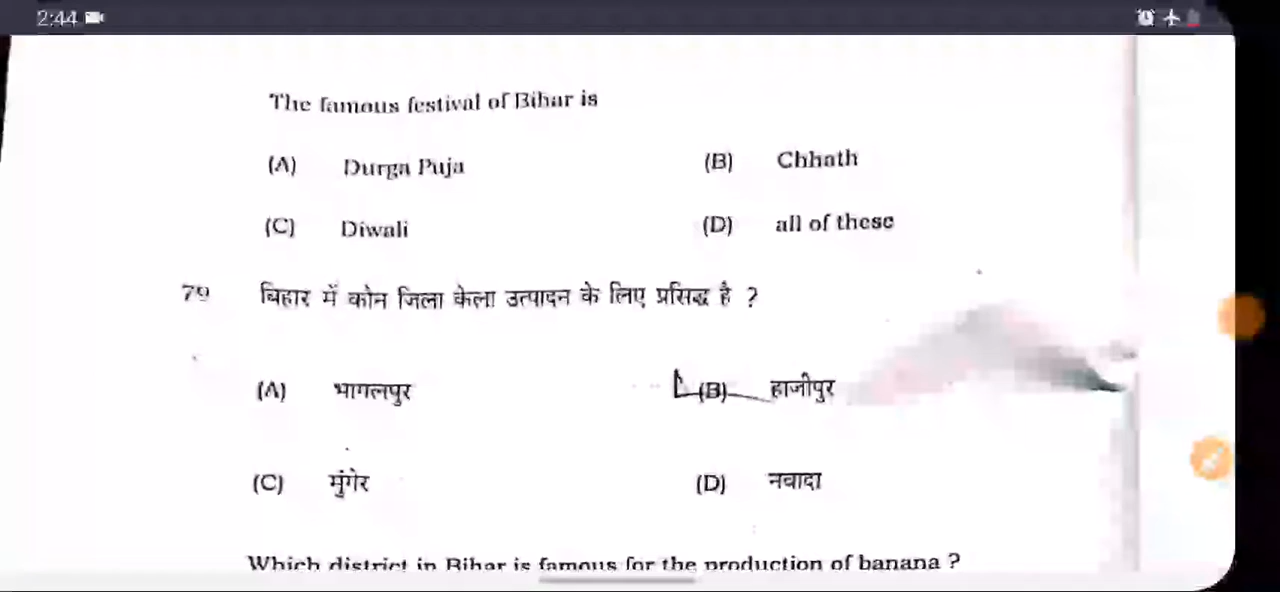 2:44
The famous festival of Bihar is
(A) Durga Puja (B) Chhath
(C) Diwali (D) all of these
79 बिहार में कौन जिला केला उत्पादन के लिए प्रसिद्ध है ?
(A) भागलपुर (B) हाजीपुर
(C) मुंगेर (D) नवादा
Which district in Bihar is famous for the production of banana ?